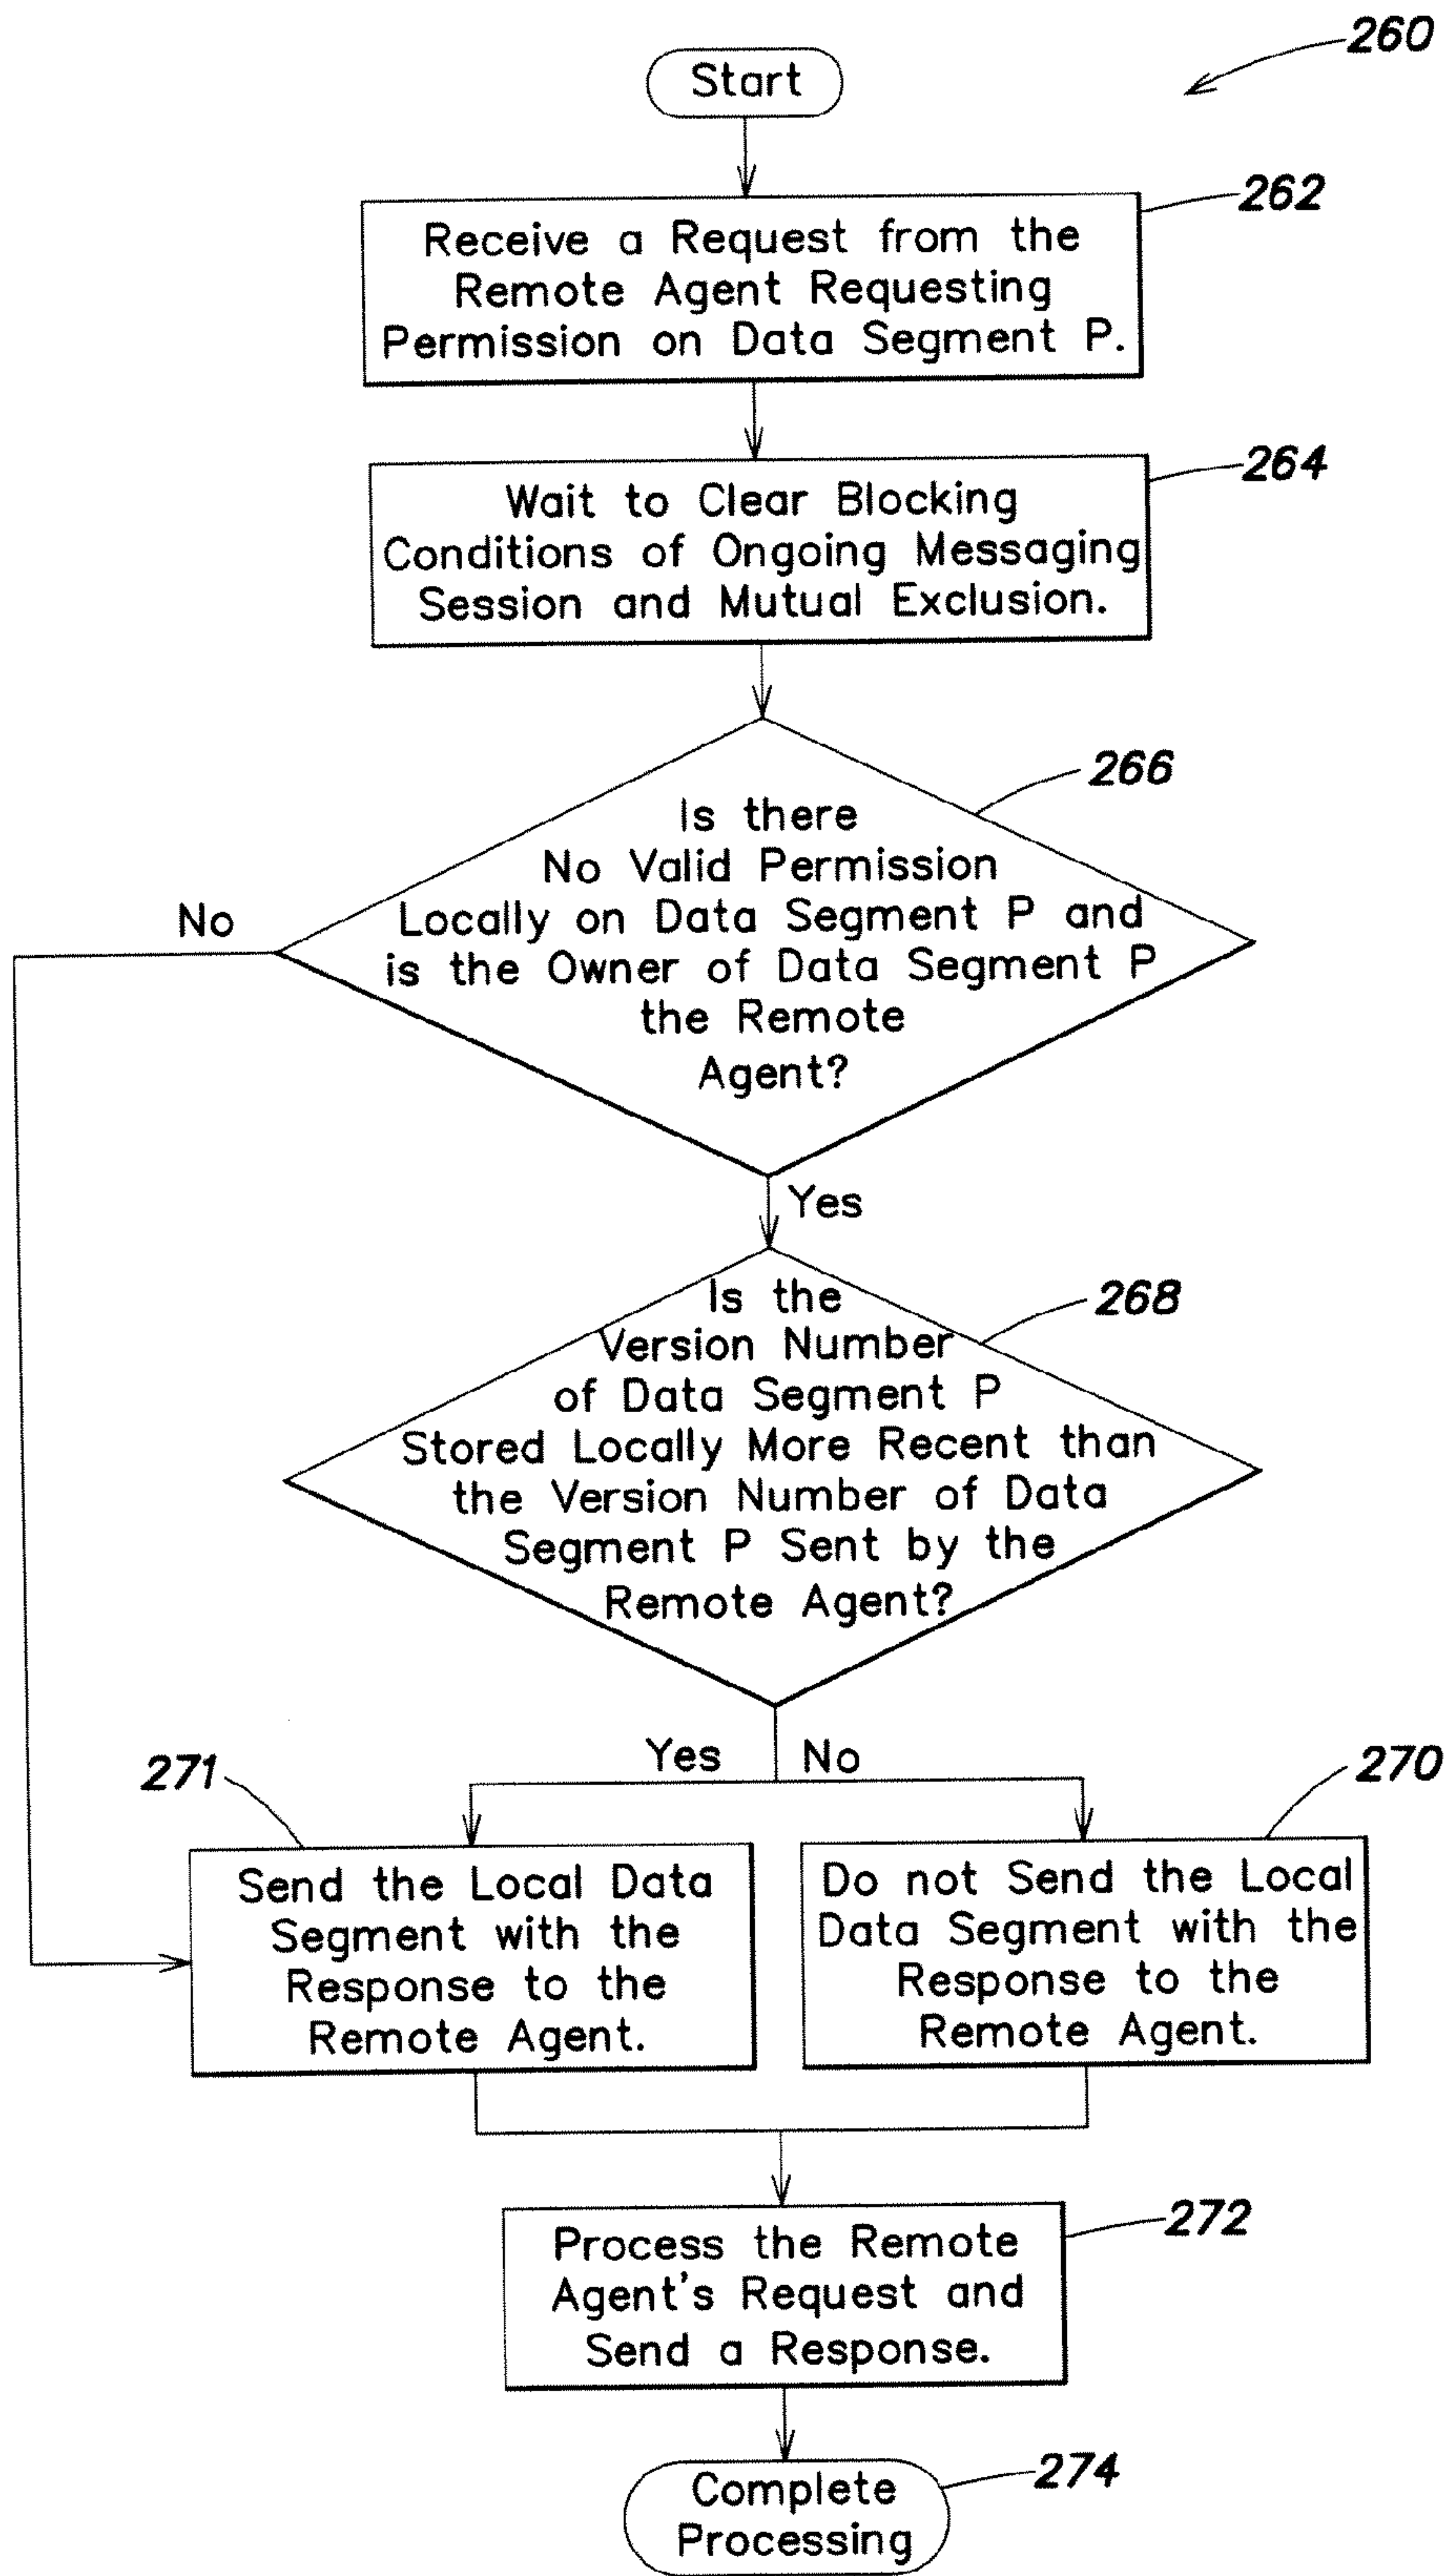 260
Start
262
Receive a Request from the
Remote Agent Requesting
Permission on Data Segment P.
264
Wait to Clear Blocking
Conditions of Ongoing Messaging
Session and Mutual Exclusion.
266
Is there
No Valid Permission
Locally on Data Segment P and
is the Owner of Data Segment P
the Remote
Agent?
No
Yes
268
Is the
Version Number
of Data Segment P
Stored Locally More Recent than
the Version Number of Data
Segment P Sent by the
Remote Agent?
Yes
No
271
270
Send the Local Data
Segment with the
Response to the
Remote Agent.
Do not Send the Local
Data Segment with the
Response to the
Remote Agent.
272
Process the Remote
Agent's Request and
Send a Response.
274
Complete
Processing